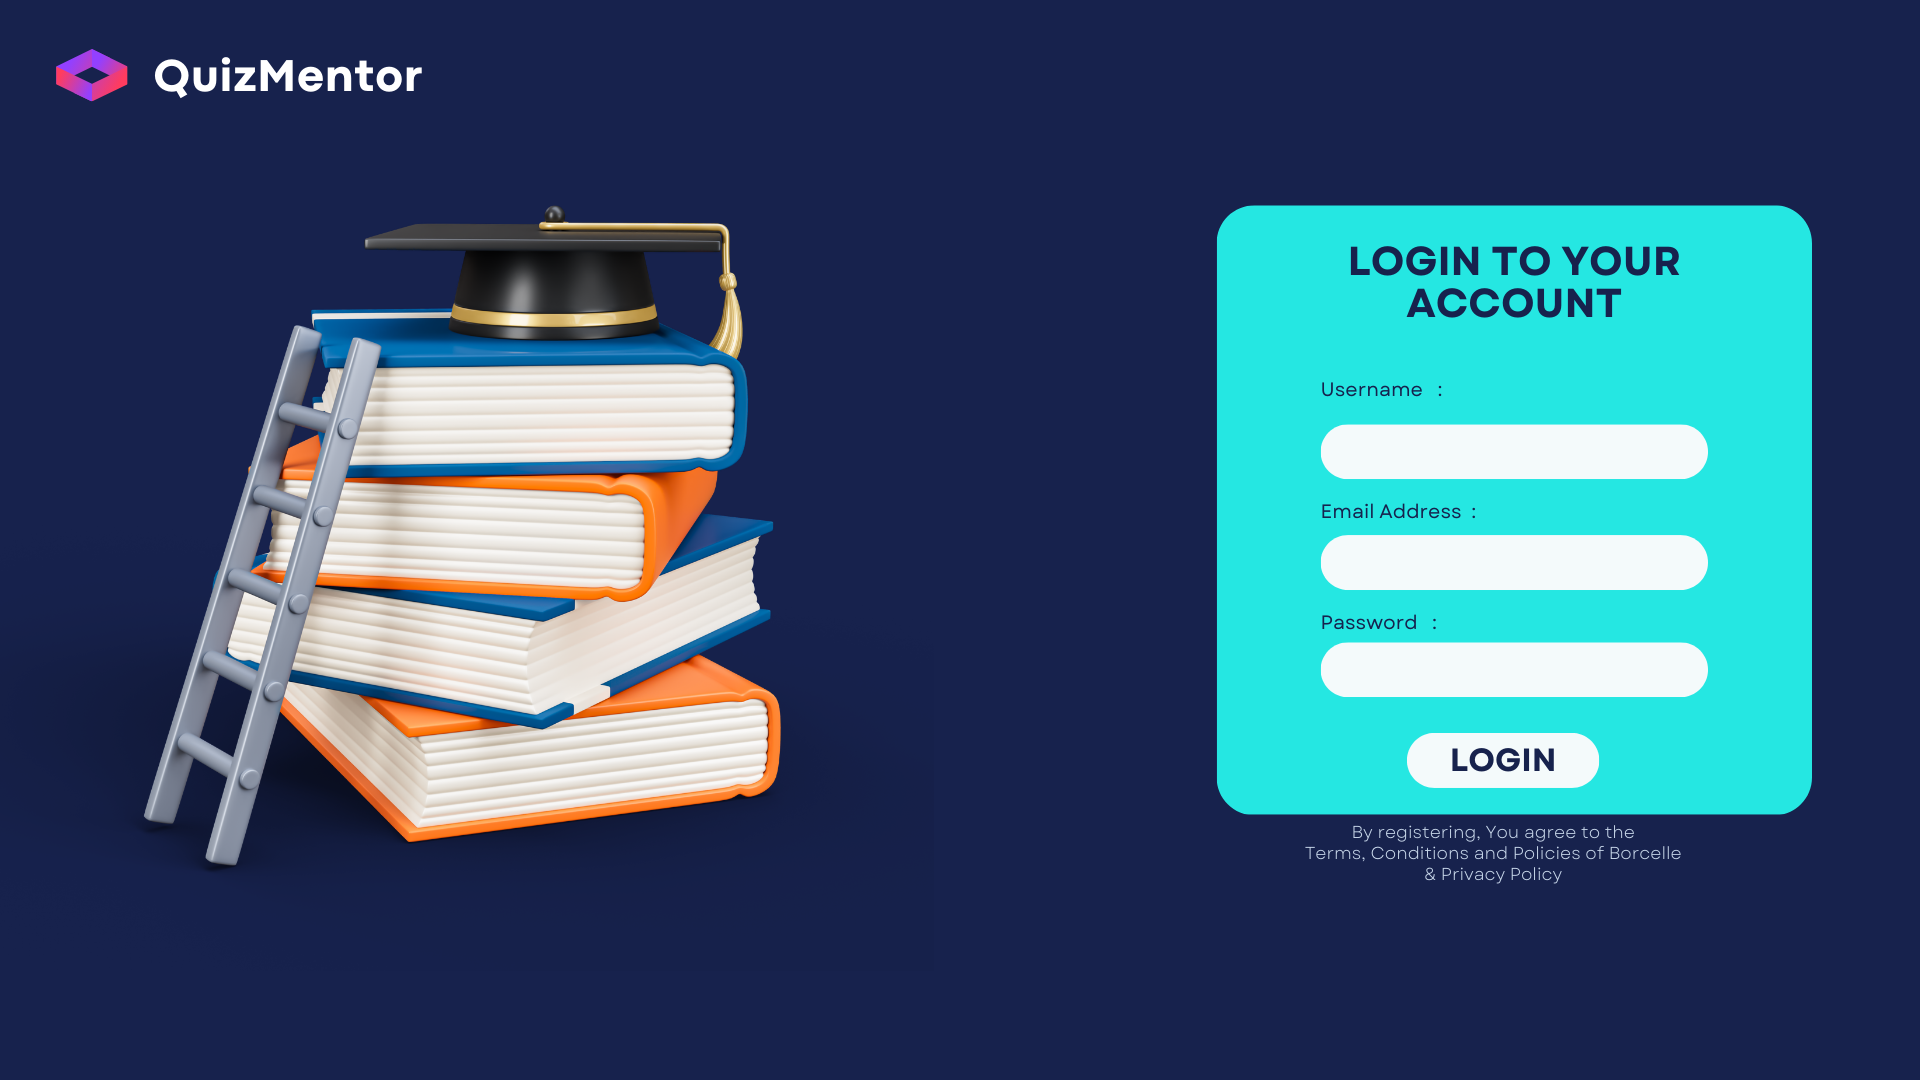 QuizMentor
LOGIN TO YOUR
ACCOUNT
Username :
Email Address :
Password :
LOGIN
By registering, You agree to the
Terms, Conditions and Policies of Borcelle
& Privacy Policy